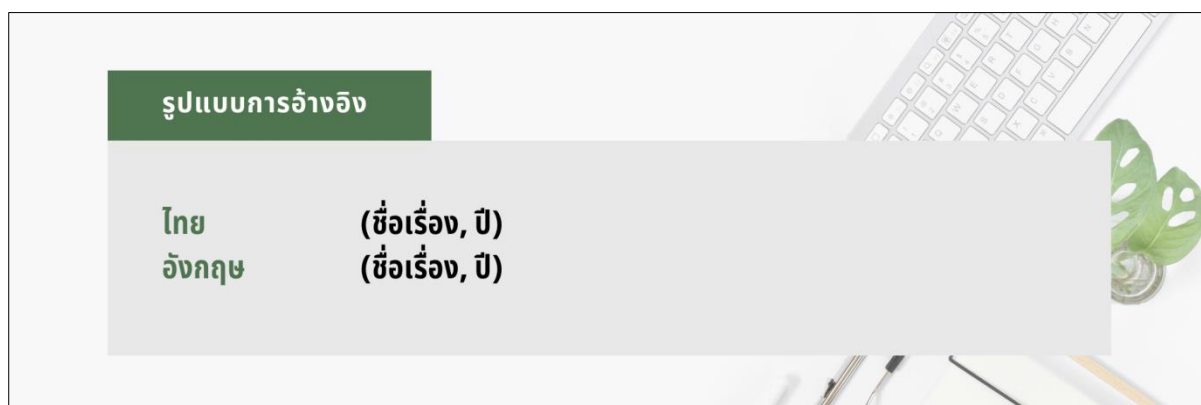 รูปแบบการอ้างอิง
ไทย (ชื่อเรื่อง, ปี)
อังกฤษ (ชื่อเรื่อง, ปี)